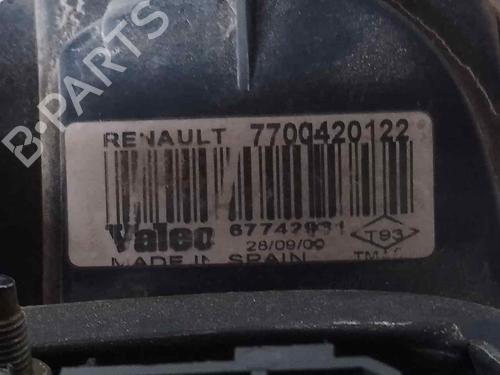 B-PARTS
RENAULT 7700420122
Valeo 67742931
28/09/00
T93
MADE IN SPAIN